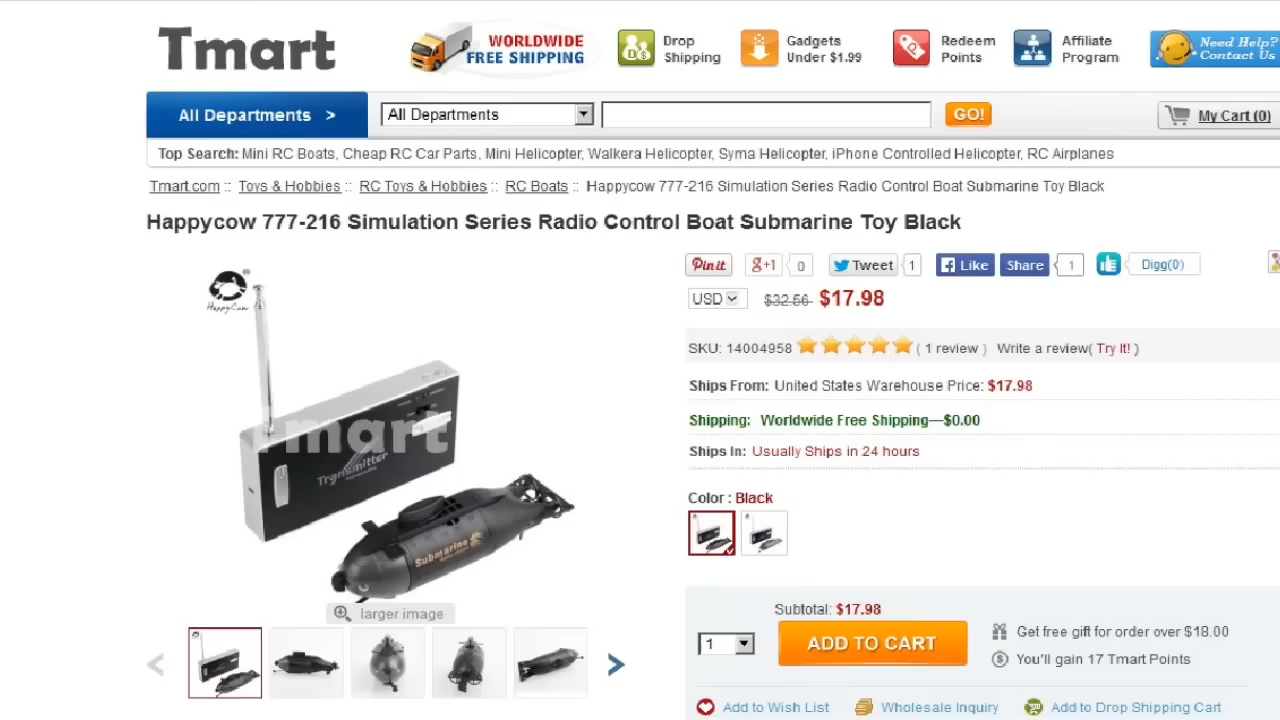 Tmart
WORLDWIDE
FREE SHIPPING
Drop
Shipping
Gadgets
Under $1.99
Redeem
Points
Affiliate
Program
Need Help?
Contact Us
All Departments >
All Departments
GO!
My Cart (0)
Top Search: Mini RC Boats, Cheap RC Car Parts, Mini Helicopter, Walkera Helicopter, Syma Helicopter, iPhone Controlled Helicopter, RC Airplanes
Tmart.com :: Toys & Hobbies :: RC Toys & Hobbies :: RC Boats :: Happycow 777-216 Simulation Series Radio Control Boat Submarine Toy Black
Happycow 777-216 Simulation Series Radio Control Boat Submarine Toy Black
Pin it
g+1 0
Tweet 1
Like Share 1
Digg(0)
USD $32.56 $17.98
SKU: 14004958 ( 1 review ) Write a review( Try It! )
Ships From: United States Warehouse Price: $17.98
Shipping: Worldwide Free Shipping—$0.00
Ships In: Usually Ships in 24 hours
Color : Black
HappyCow
Tmart
Transmitter
Submarine
larger image
Subtotal: $17.98
1
ADD TO CART
Get free gift for order over $18.00
You'll gain 17 Tmart Points
Add to Wish List
Wholesale Inquiry
Add to Drop Shipping Cart